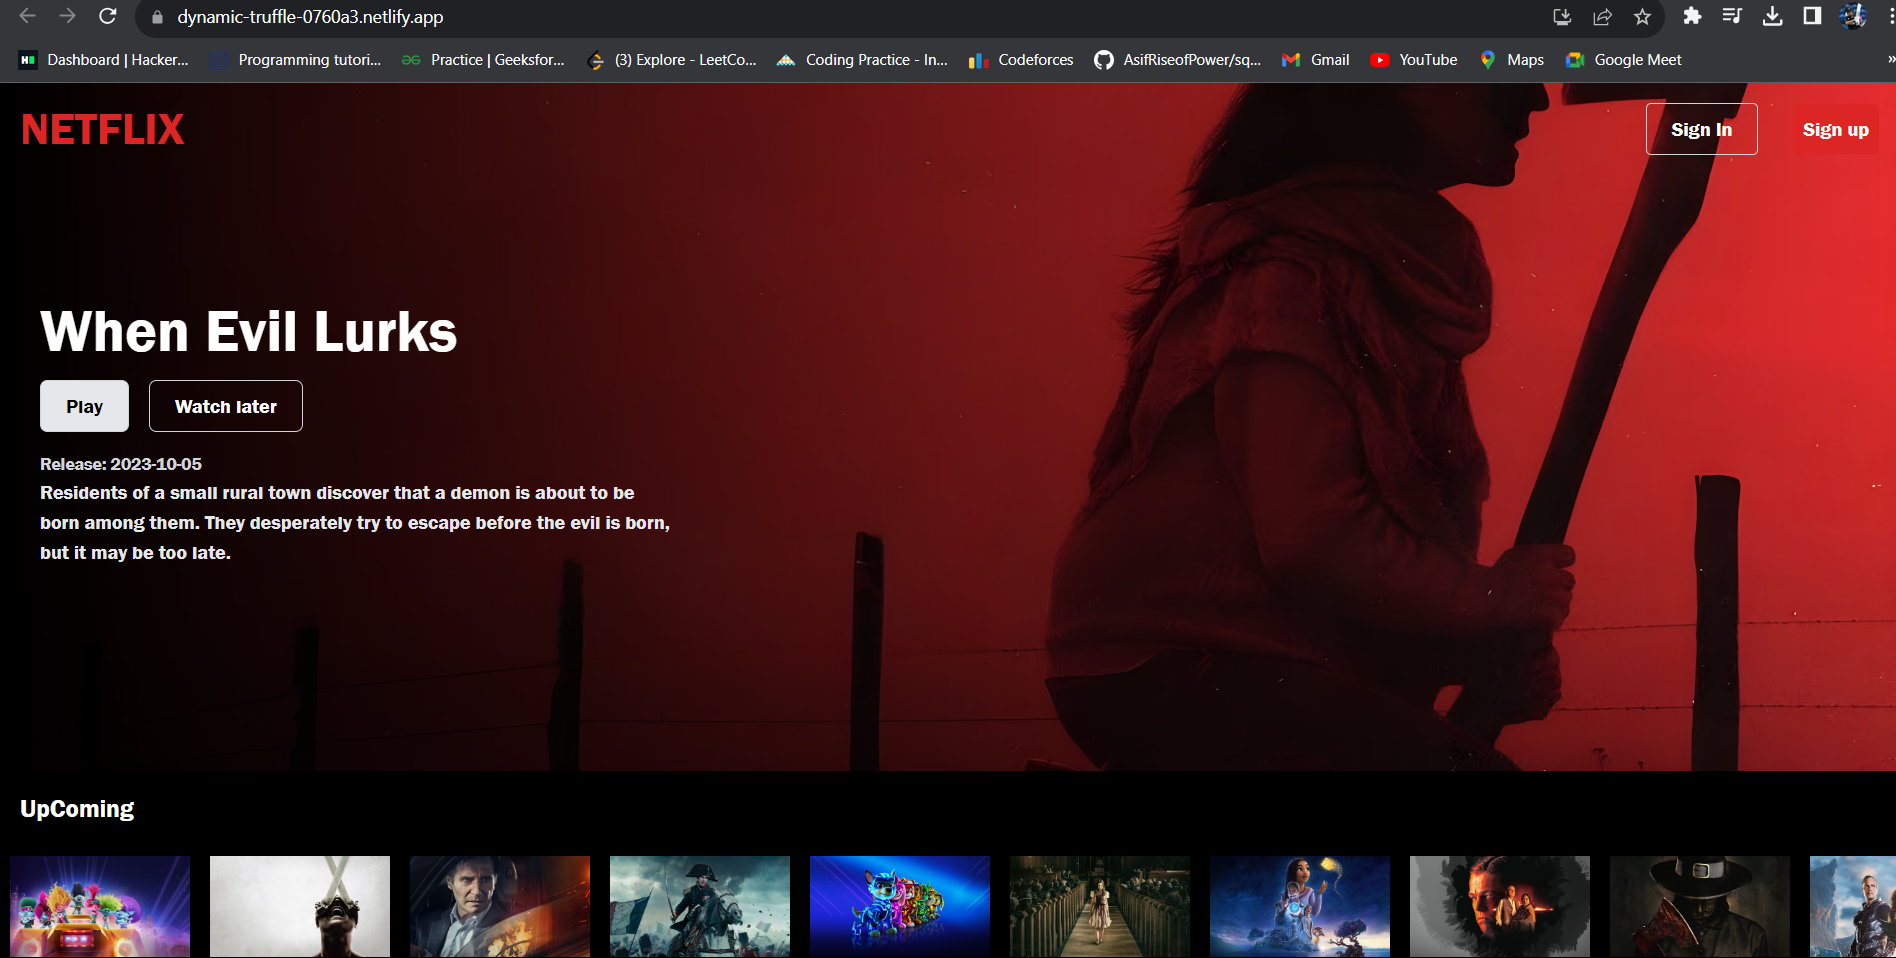 dynamic-truffle-0760a3.netlify.app
Dashboard | Hacker... Programming tutori... Practice | Geeksfor... (3) Explore - LeetCo... Coding Practice - In... Codeforces AsifRiseofPower/sq... Gmail YouTube Maps Google Meet »
NETFLIX Sign In Sign up
When Evil Lurks
Play Watch later
Release: 2023-10-05
Residents of a small rural town discover that a demon is about to be
born among them. They desperately try to escape before the evil is born,
but it may be too late.
UpComing